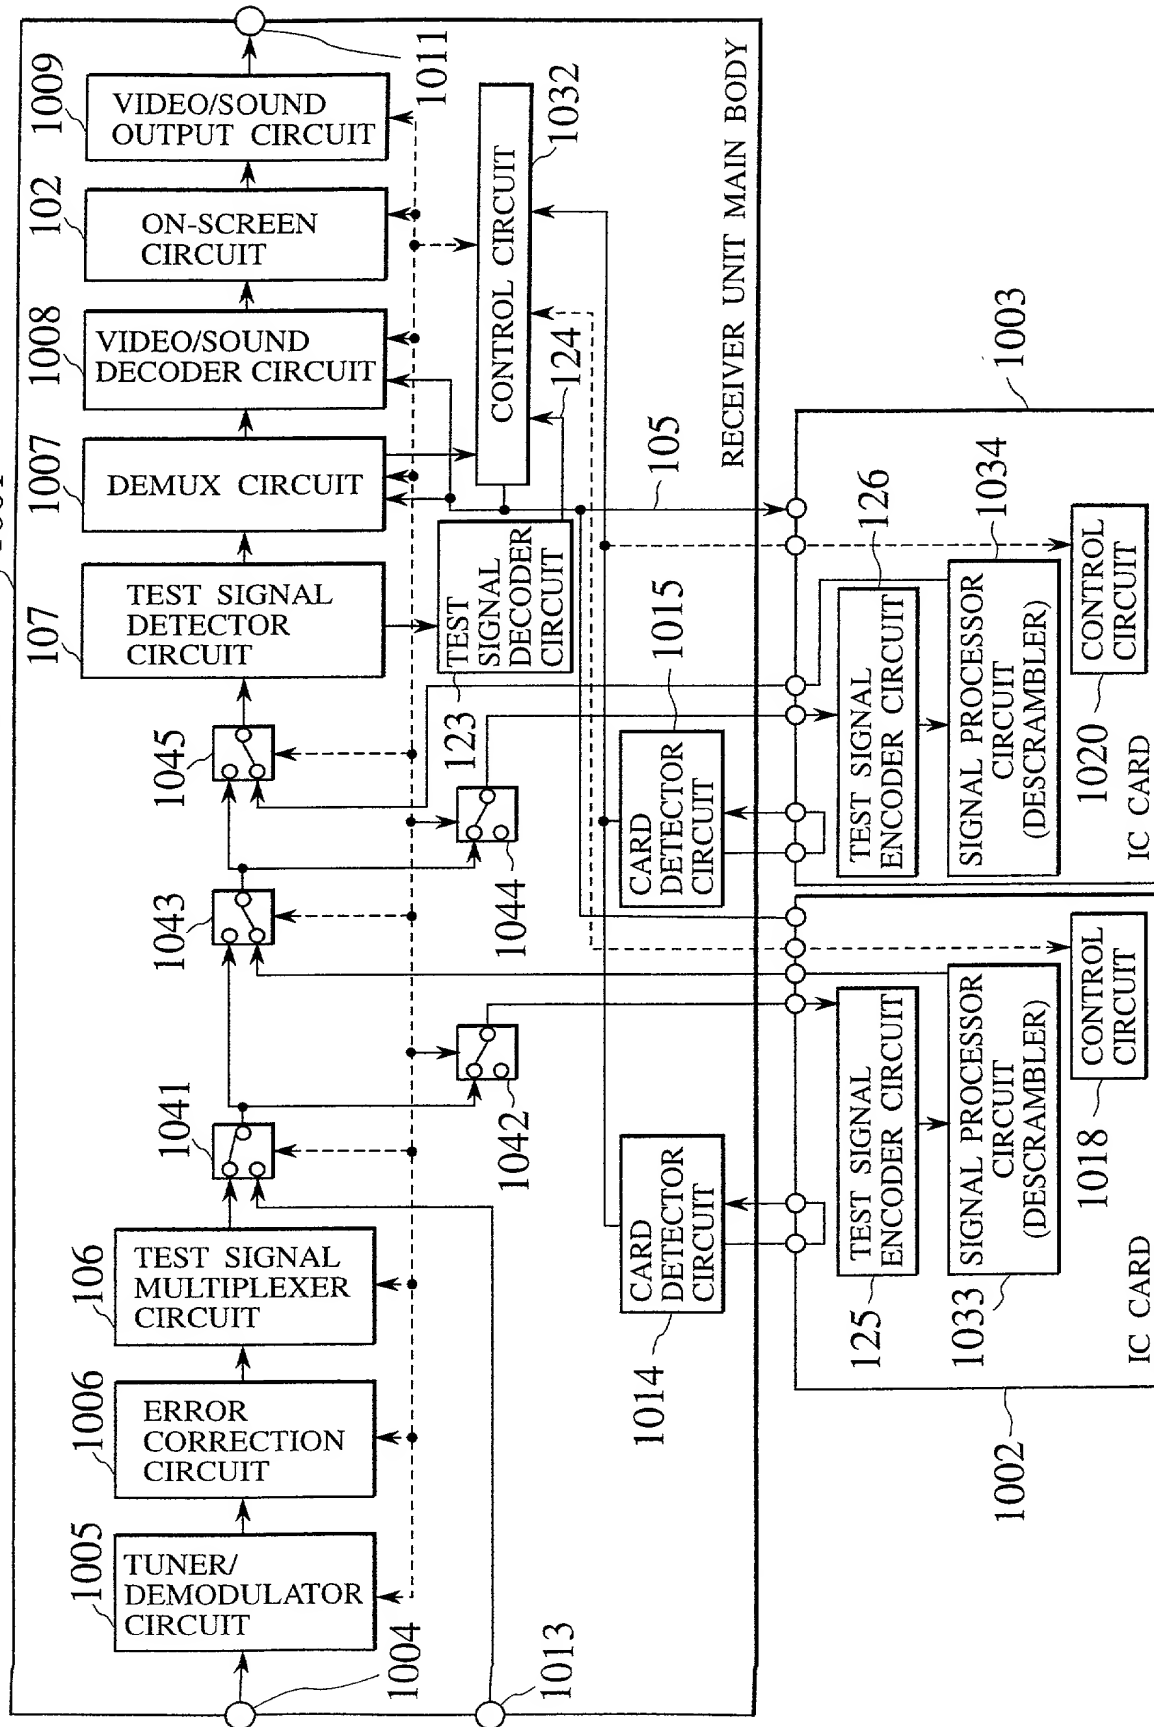 1004
1005
TUNER/
DEMODULATOR
CIRCUIT
1006
ERROR
CORRECTION
CIRCUIT
106
TEST SIGNAL
MULTIPLEXER
CIRCUIT
1041
1043
1045
107
TEST SIGNAL
DETECTOR
CIRCUIT
1007
DEMUX CIRCUIT
1008
VIDEO/SOUND
DECODER CIRCUIT
102
ON-SCREEN
CIRCUIT
1009
VIDEO/SOUND
OUTPUT CIRCUIT
1011
1013
1042
1044
123
TEST
SIGNAL
DECODER
CIRCUIT
CONTROL CIRCUIT
1032
124
1014
CARD
DETECTOR
CIRCUIT
CARD
DETECTOR
CIRCUIT
1015
105
RECEIVER UNIT MAIN BODY
1002
125
TEST SIGNAL
ENCODER CIRCUIT
1033
SIGNAL PROCESSOR
CIRCUIT
(DESCRAMBLER)
1018
CONTROL
CIRCUIT
IC CARD
1003
126
TEST SIGNAL
ENCODER CIRCUIT
1034
SIGNAL PROCESSOR
CIRCUIT
(DESCRAMBLER)
1020
CONTROL
CIRCUIT
IC CARD